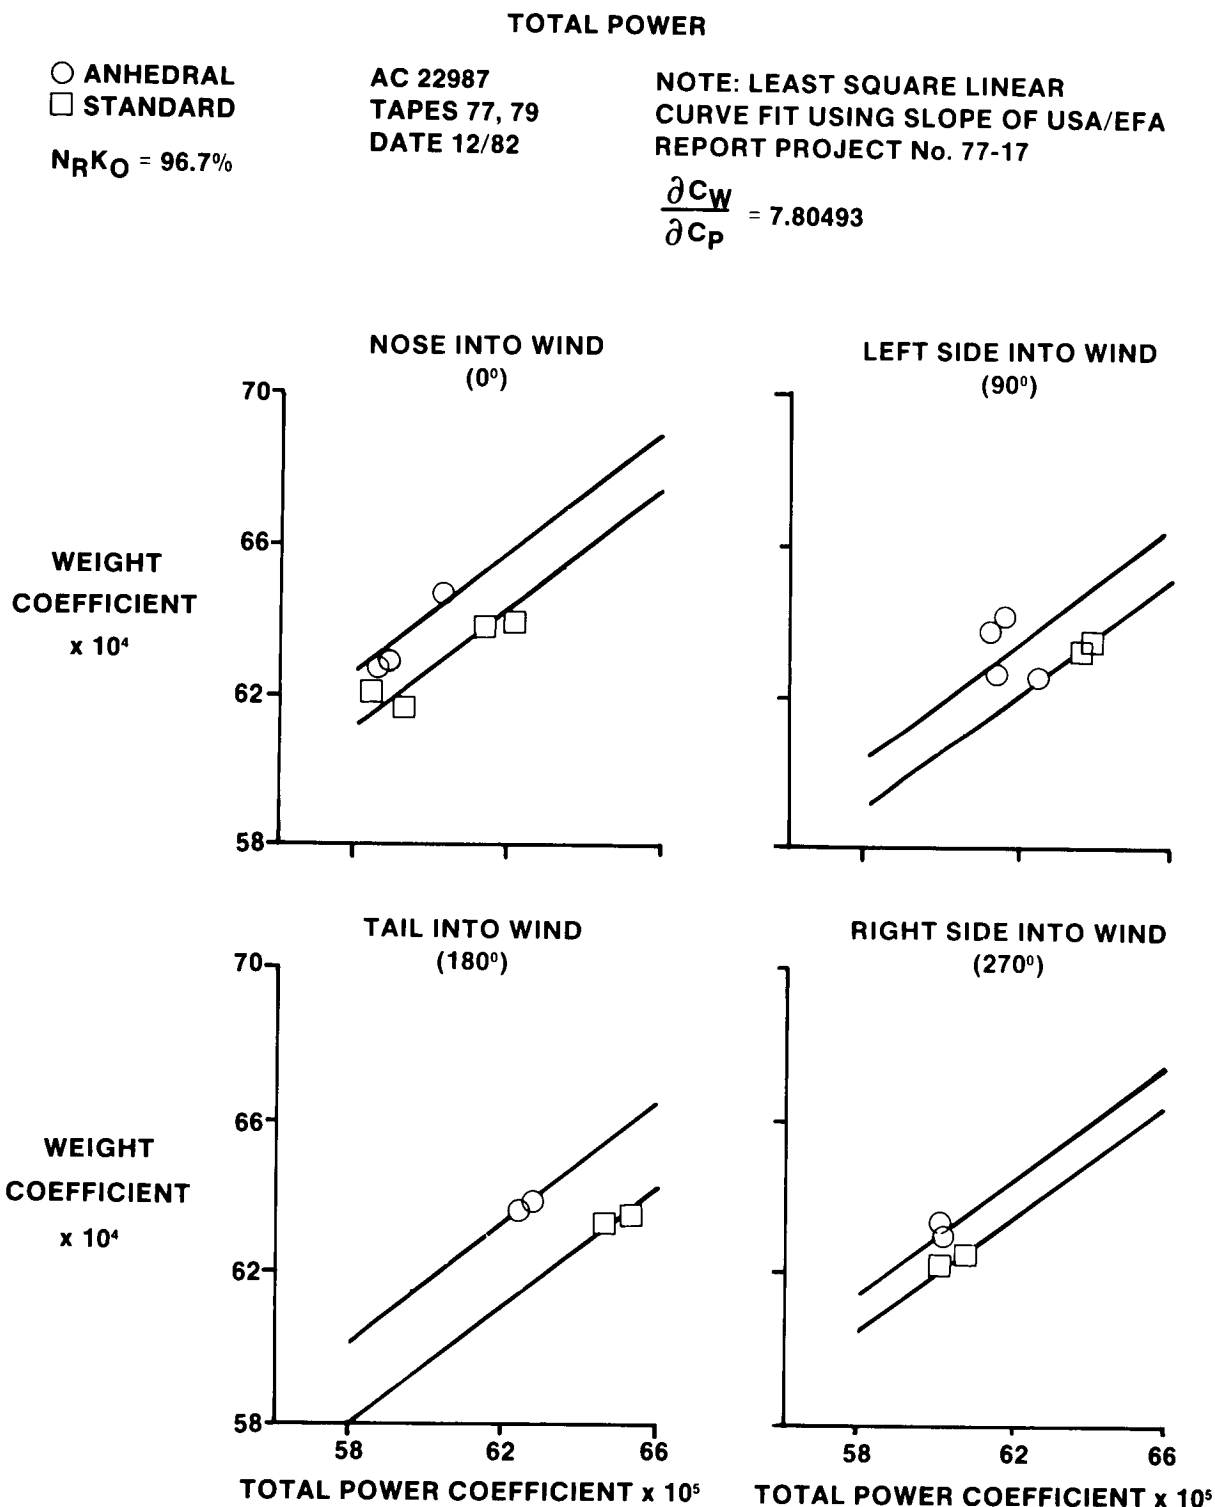 TOTAL POWER
○ ANHEDRAL
□ STANDARD
NRKO = 96.7%
AC 22987
TAPES 77, 79
DATE 12/82
NOTE: LEAST SQUARE LINEAR
CURVE FIT USING SLOPE OF USA/EFA
REPORT PROJECT No. 77-17
∂CW
∂CP
= 7.80493
NOSE INTO WIND
(0⁰)
LEFT SIDE INTO WIND
(90⁰)
WEIGHT
COEFFICIENT
x 10⁴
70
66
62
58
TAIL INTO WIND
(180⁰)
RIGHT SIDE INTO WIND
(270⁰)
WEIGHT
COEFFICIENT
x 10⁴
70
66
62
58
58 62 66
58 62 66
TOTAL POWER COEFFICIENT x 10⁵
TOTAL POWER COEFFICIENT x 10⁵